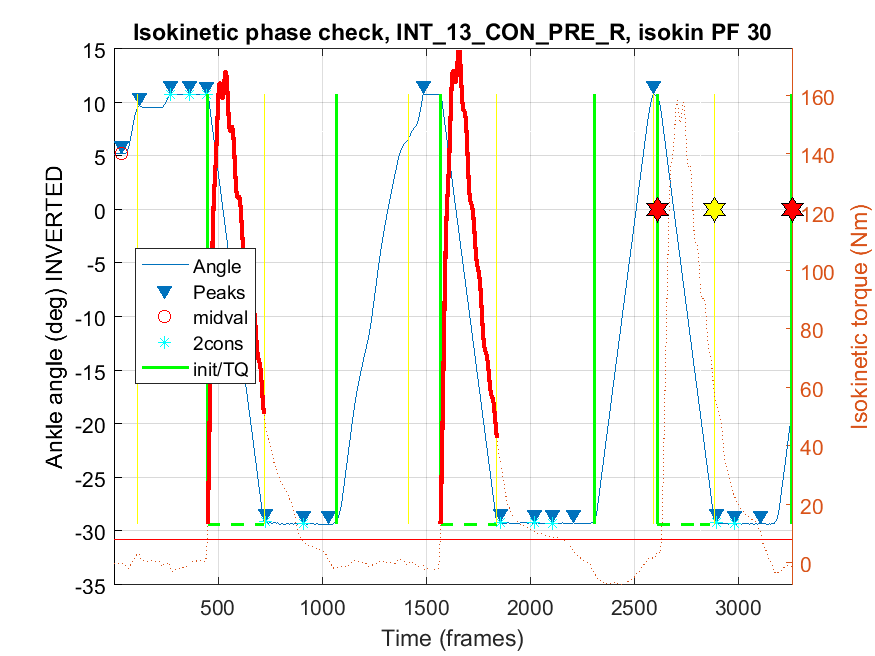 Isokinetic phase check, INT_13_CON_PRE_R, isokin PF 30
Ankle angle (deg) INVERTED
15
10
5
0
-5
-10
-15
-20
-25
-30
-35
Angle
Peaks
midval
2cons
init/TQ
160
140
120
100
80
60
40
20
0
Isokinetic torque (Nm)
500
1000
1500
2000
2500
3000
Time (frames)